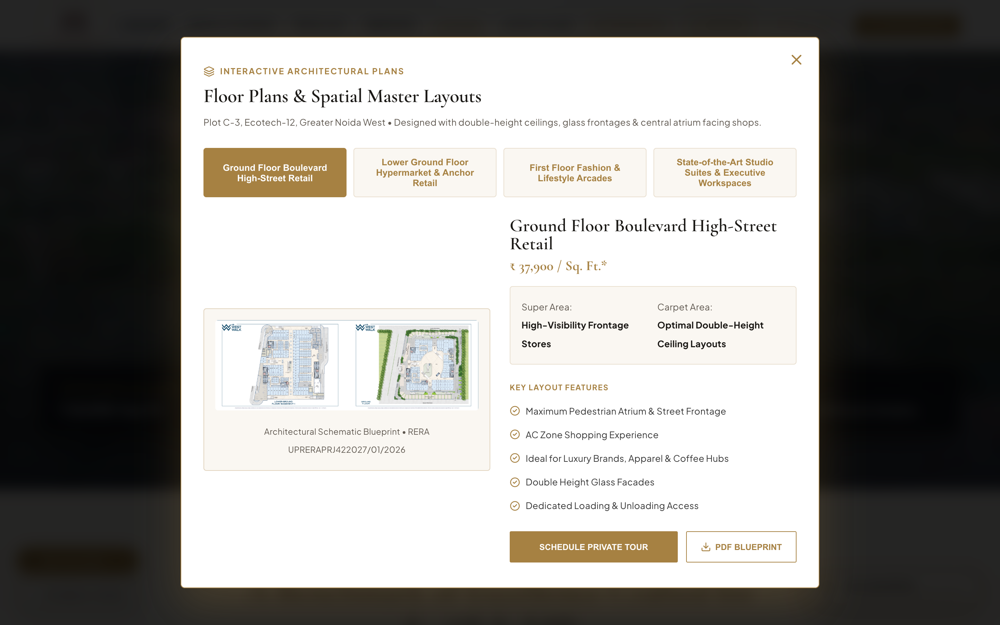 INTERACTIVE ARCHITECTURAL PLANS
Floor Plans & Spatial Master Layouts
Plot C-3, Ecotech-12, Greater Noida West • Designed with double-height ceilings, glass frontages & central atrium facing shops.
Ground Floor Boulevard
High-Street Retail
Lower Ground Floor
Hypermarket & Anchor
Retail
First Floor Fashion &
Lifestyle Arcades
State-of-the-Art Studio
Suites & Executive
Workspaces
KB
WEST
WALK
LOWER GROUND
FLOOR/BASEMENT-1
KB
WEST
WALK
GROUND
FLOOR
Architectural Schematic Blueprint • RERA
UPRERAPRJ422027/01/2026
Ground Floor Boulevard High-Street
Retail
₹ 37,900 / Sq. Ft.*
Super Area:
High-Visibility Frontage
Stores
Carpet Area:
Optimal Double-Height
Ceiling Layouts
KEY LAYOUT FEATURES
Maximum Pedestrian Atrium & Street Frontage
AC Zone Shopping Experience
Ideal for Luxury Brands, Apparel & Coffee Hubs
Double Height Glass Facades
Dedicated Loading & Unloading Access
SCHEDULE PRIVATE TOUR
PDF BLUEPRINT